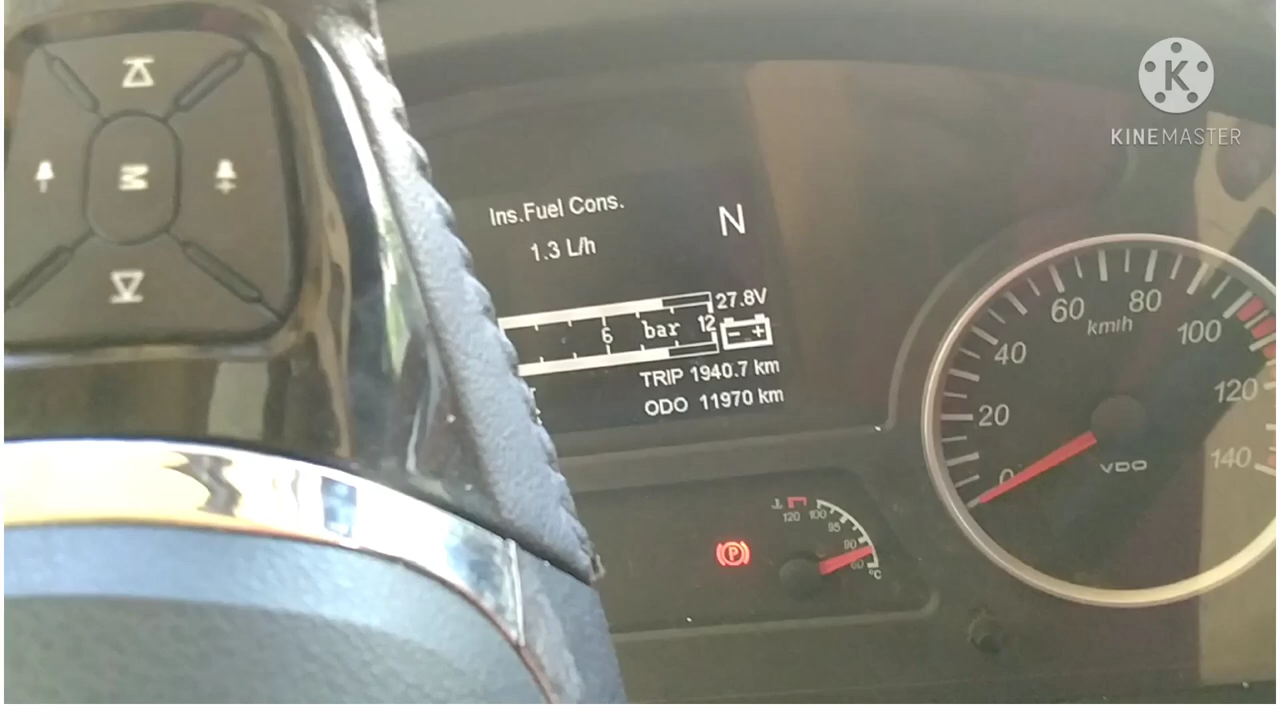 KINEMASTER
Ins.Fuel Cons.
N
1.3 L/h
27.8V
6 bar 12
TRIP 1940.7 km
ODO 11970 km
M
0 20 40 60 80 100 120 140
km/h
VDO
120 100 95 90 60
°C
P
K